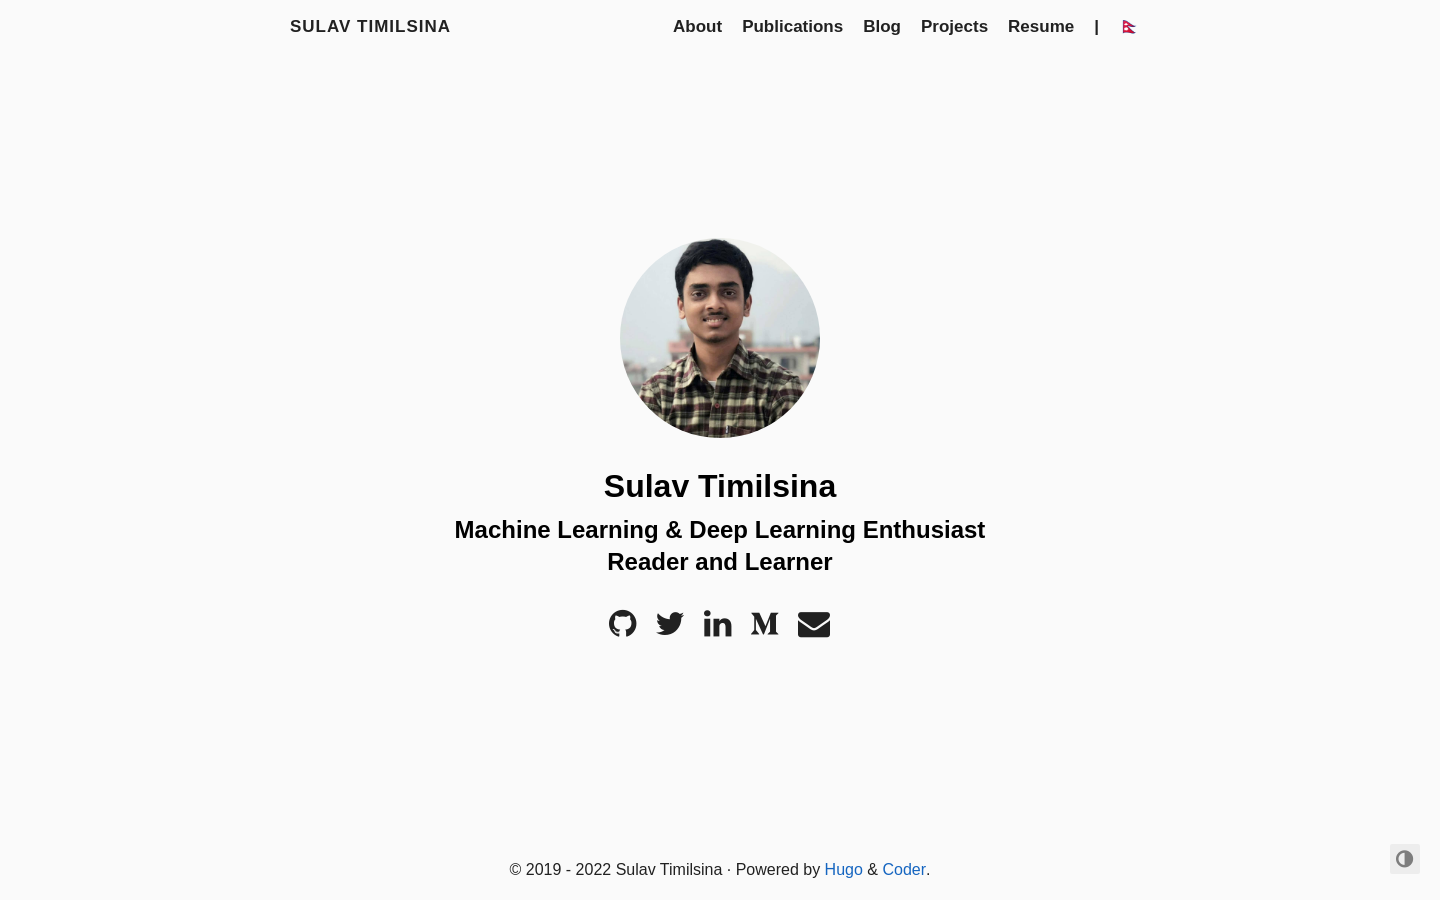 SULAV TIMILSINA
About Publications Blog Projects Resume | 🇳🇵
Sulav Timilsina
Machine Learning & Deep Learning Enthusiast
Reader and Learner
© 2019 - 2022 Sulav Timilsina · Powered by Hugo & Coder.